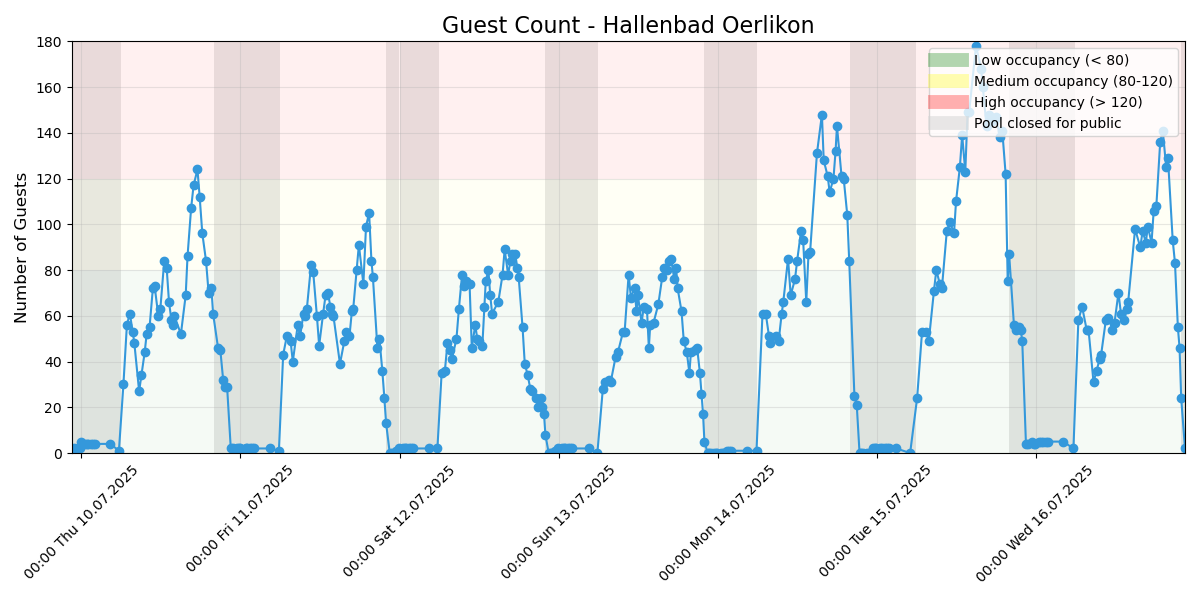 Guest Count - Hallenbad Oerlikon
Number of Guests
180
160
140
120
100
80
60
40
20
0
Low occupancy (< 80)
Medium occupancy (80-120)
High occupancy (> 120)
Pool closed for public
00:00 Thu 10.07.2025
00:00 Fri 11.07.2025
00:00 Sat 12.07.2025
00:00 Sun 13.07.2025
00:00 Mon 14.07.2025
00:00 Tue 15.07.2025
00:00 Wed 16.07.2025